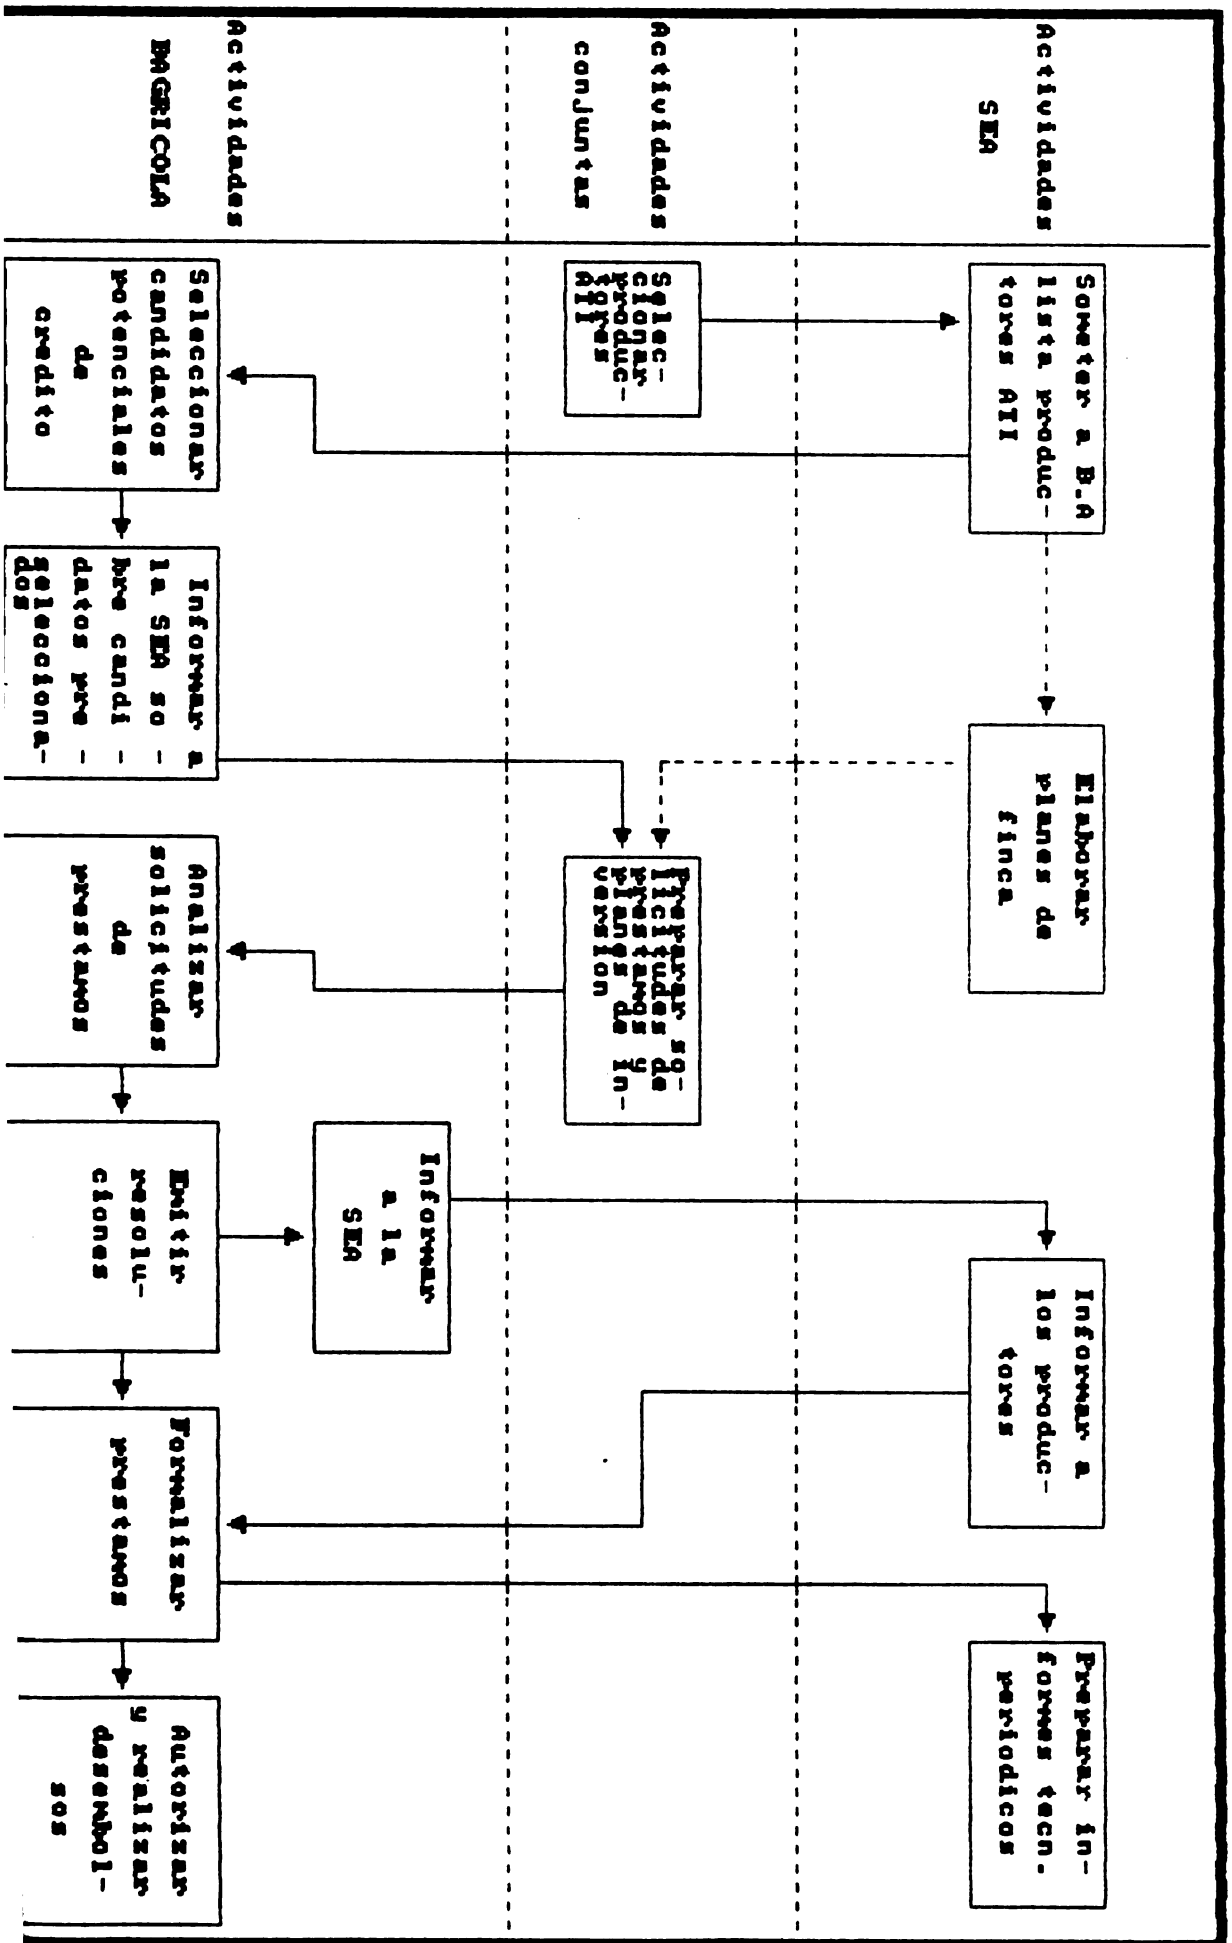 Actividades
SEA
Someter a B.A
lista produc-
tores ATI
Elaborar
planes de
finca
Informar a
los produc-
tores
Preparar in-
formes tecn.
periodicos
Actividades
conjuntas
Selec-
cionar
produc-
tores
ATI
Preparar so-
licitudes de
prestamos y
planes de in-
version
Actividades
BAGRICOLA
Informar
a la
SEA
Seleccionar
candidatos
potenciales
de
credito
Informar a
la SEA so -
bre candi -
datos pre -
selecciona-
dos
Analizar
solicitudes
de
prestamos
Emitir
resolu-
ciones
Formalizar
prestamos
Autorizar
y realizar
desembol-
sos